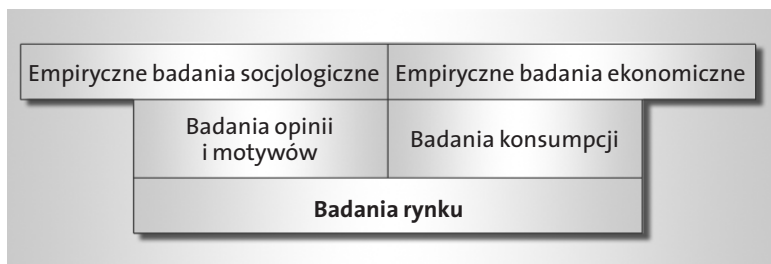 Empiryczne badania socjologiczne
Empiryczne badania ekonomiczne
Badania opinii
i motywów
Badania konsumpcji
Badania rynku